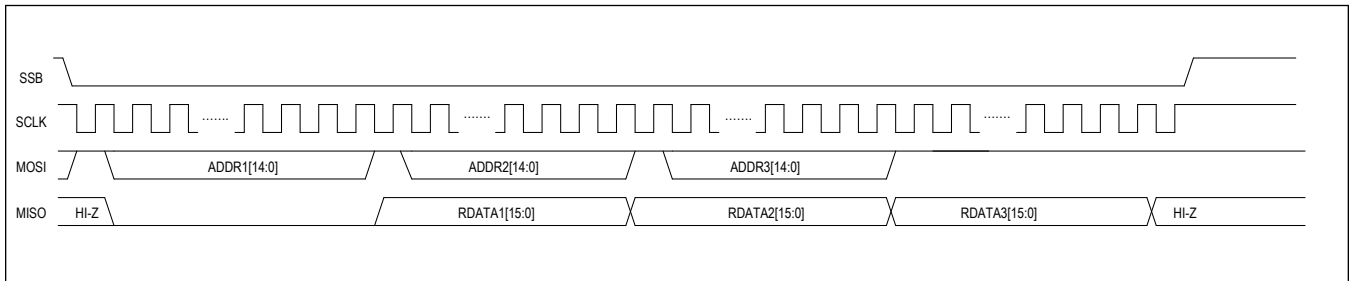 SSB
SCLK ....... ....... ....... .......
MOSI ADDR1[14:0] ADDR2[14:0] ADDR3[14:0]
MISO HI-Z RDATA1[15:0] RDATA2[15:0] RDATA3[15:0] HI-Z